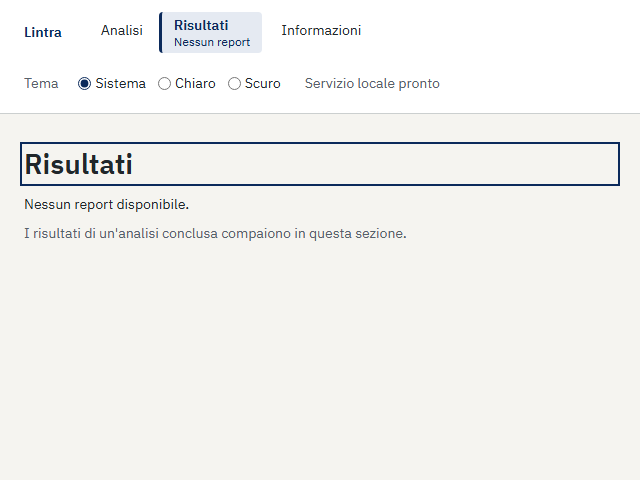 Lintra
Analisi
Risultati
Nessun report
Informazioni
Tema
Sistema
Chiaro
Scuro
Servizio locale pronto
Risultati
Nessun report disponibile.
I risultati di un'analisi conclusa compaiono in questa sezione.